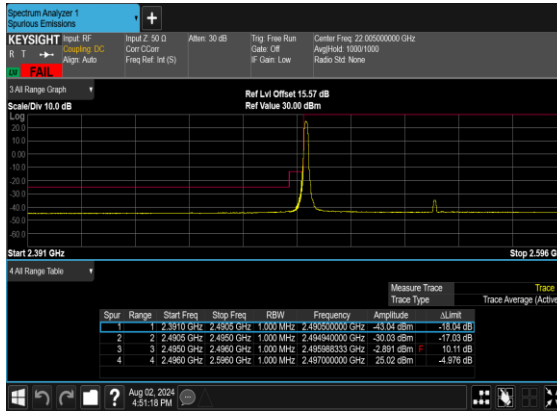 Spectrum Analyzer 1
Spurious Emissions
+
KEYSIGHT Input: RF Input Z: 50 Ω Atten: 30 dB Trig: Free Run Center Freq: 22.005000000 GHz
R T Coupling: DC Corr CCorr Gate: Off Avg|Hold: 1000/1000
Align: Auto Freq Ref: Int (S) IF Gain: Low Radio Std: None
LV FAIL
3 All Range Graph Ref Lvl Offset 15.57 dB
Scale/Div 10.0 dB Ref Value 30.00 dBm
Log
20.0
10.0
0.00
-10.0
-20.0
-30.0
-40.0
-50.0
-60.0
Start 2.391 GHz Stop 2.596 G
4 All Range Table
Measure Trace Trace
Trace Type Trace Average (Active
Spur Range Start Freq Stop Freq RBW Frequency Amplitude ΔLimit
1 1 2.3910 GHz 2.4905 GHz 1.000 MHz 2.490500000 GHz -43.04 dBm -18.04 dB
2 2 2.4905 GHz 2.4950 GHz 1.000 MHz 2.494940000 GHz -30.03 dBm -17.03 dB
3 3 2.4950 GHz 2.4960 GHz 1.000 MHz 2.495988333 GHz -2.891 dBm F 10.11 dB
4 4 2.4960 GHz 2.5960 GHz 1.000 MHz 2.497000000 GHz 25.02 dBm -4.976 dB
? Aug 02, 2024
4:51:18 PM